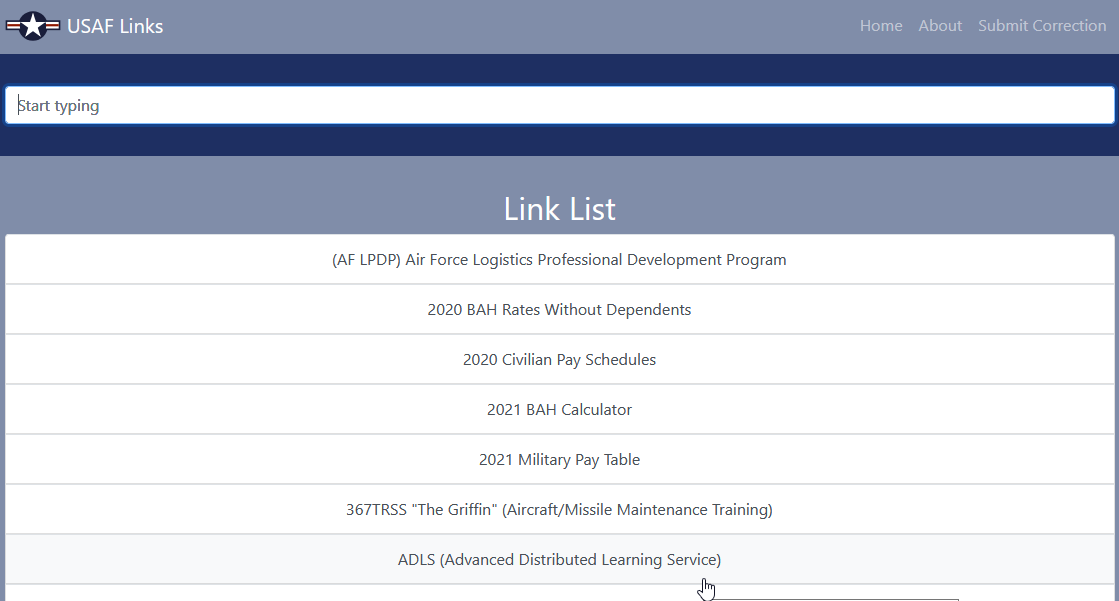 USAF Links
Home About Submit Correction
Start typing
Link List
(AF LPDP) Air Force Logistics Professional Development Program
2020 BAH Rates Without Dependents
2020 Civilian Pay Schedules
2021 BAH Calculator
2021 Military Pay Table
367TRSS "The Griffin" (Aircraft/Missile Maintenance Training)
ADLS (Advanced Distributed Learning Service)